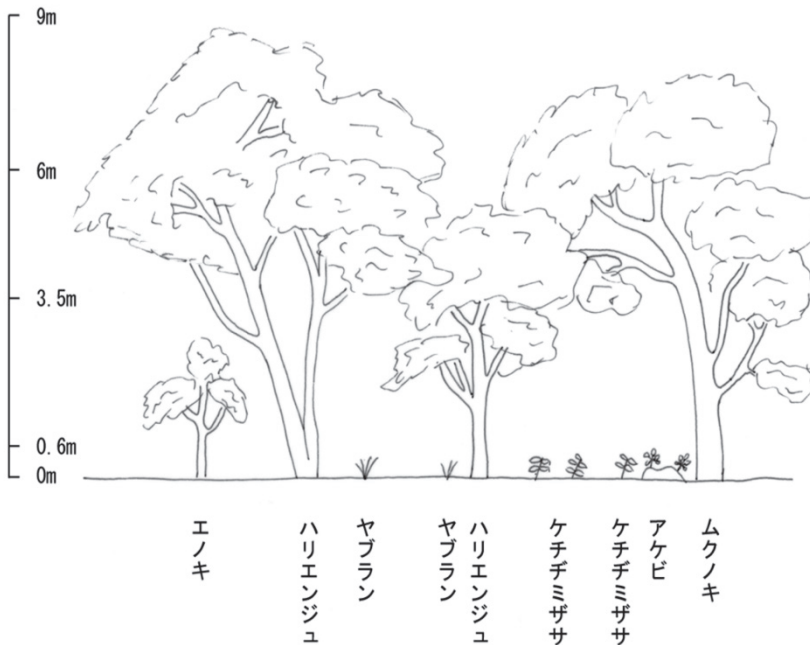 9m
6m
3.5m
0.6m
0m
エノキ
ハリエンジュ
ヤブラン
ヤブラン
ハリエンジュ
ケチヂミザサ
ケチヂミザサ
アケビ
ムクノキ